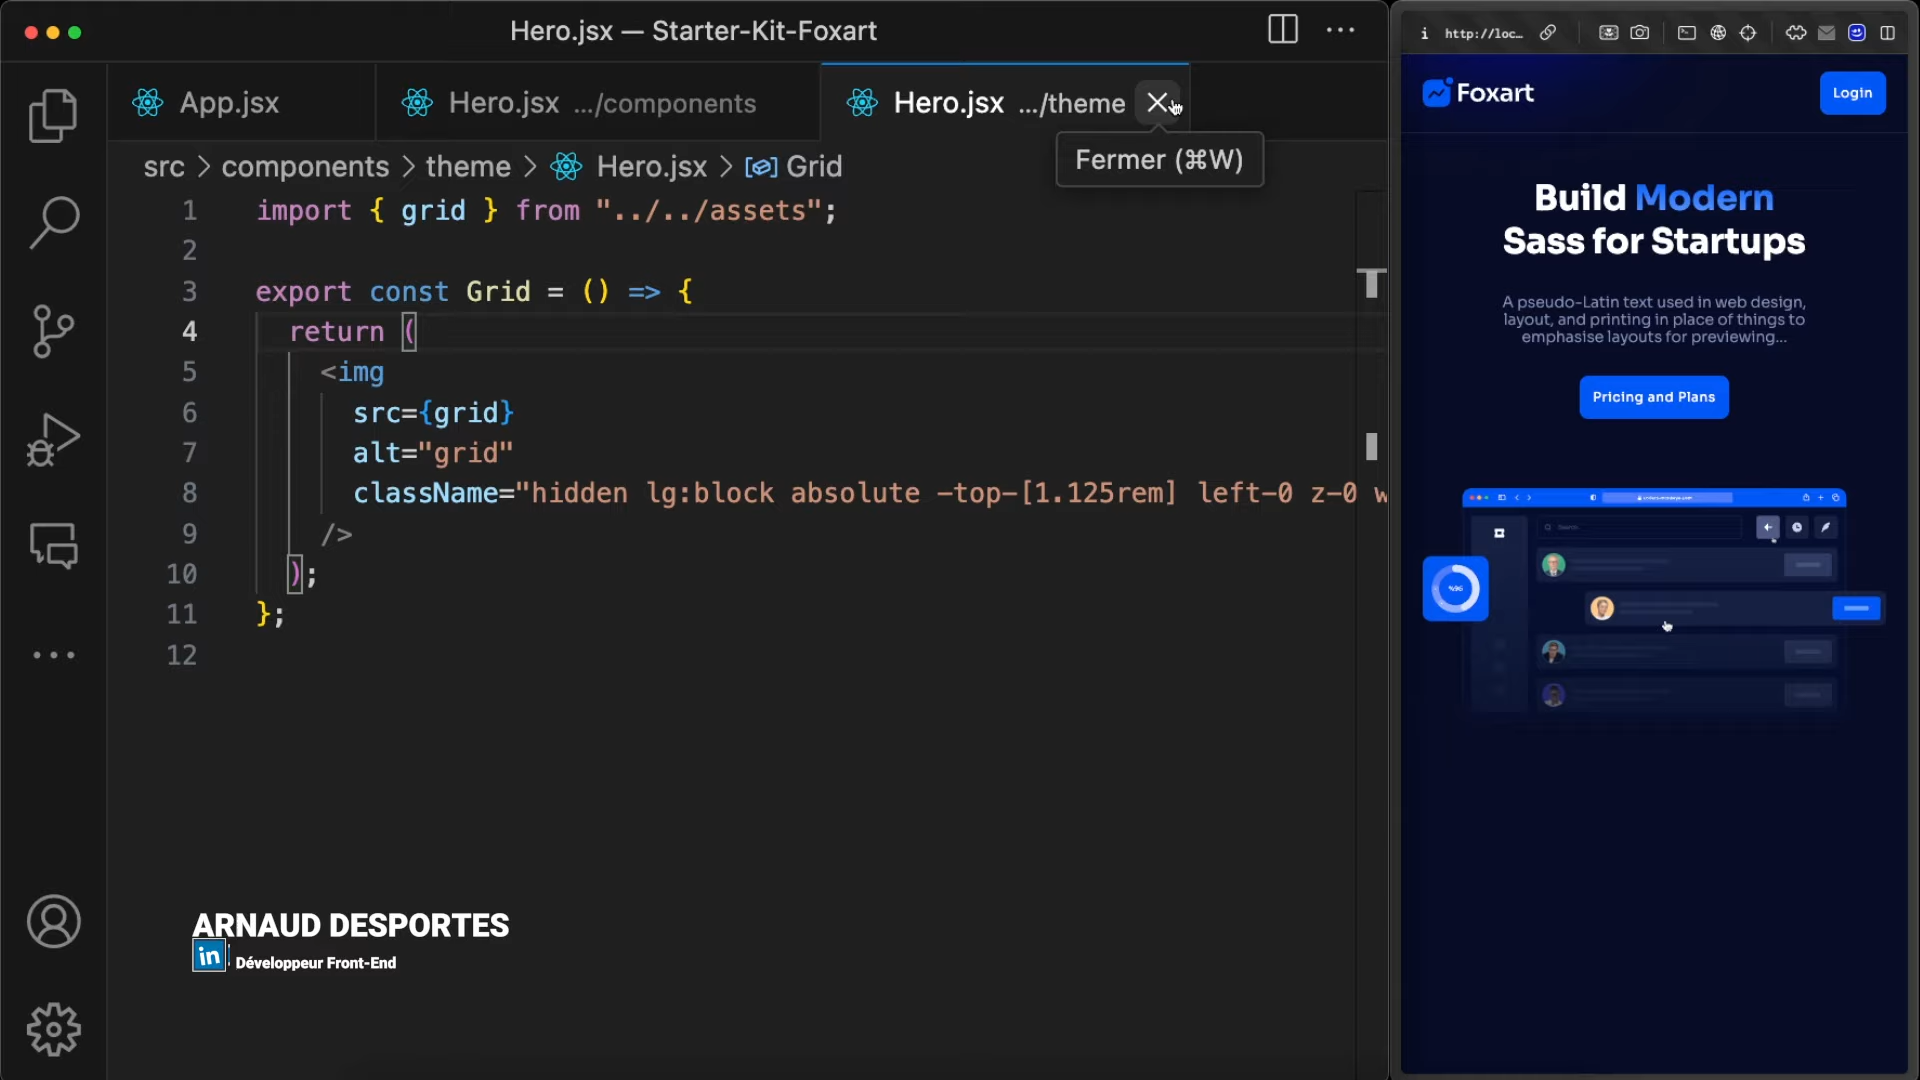 Hero.jsx — Starter-Kit-Foxart
App.jsx
Hero.jsx .../components
Hero.jsx .../theme
Fermer (⌘W)
src > components > theme > Hero.jsx > Grid
1 import { grid } from "../../assets";
2
3 export const Grid = () => {
4 return (
5 <img
6 src={grid}
7 alt="grid"
8 className="hidden lg:block absolute -top-[1.125rem] left-0 z-0 w
9 />
10 );
11 };
12
ARNAUD DESPORTES
in
Développeur Front-End
http://loc...
Foxart
Login
Build Modern
Sass for Startups
A pseudo-Latin text used in web design,
layout, and printing in place of things to
emphasise layouts for previewing...
Pricing and Plans
Search...
%96